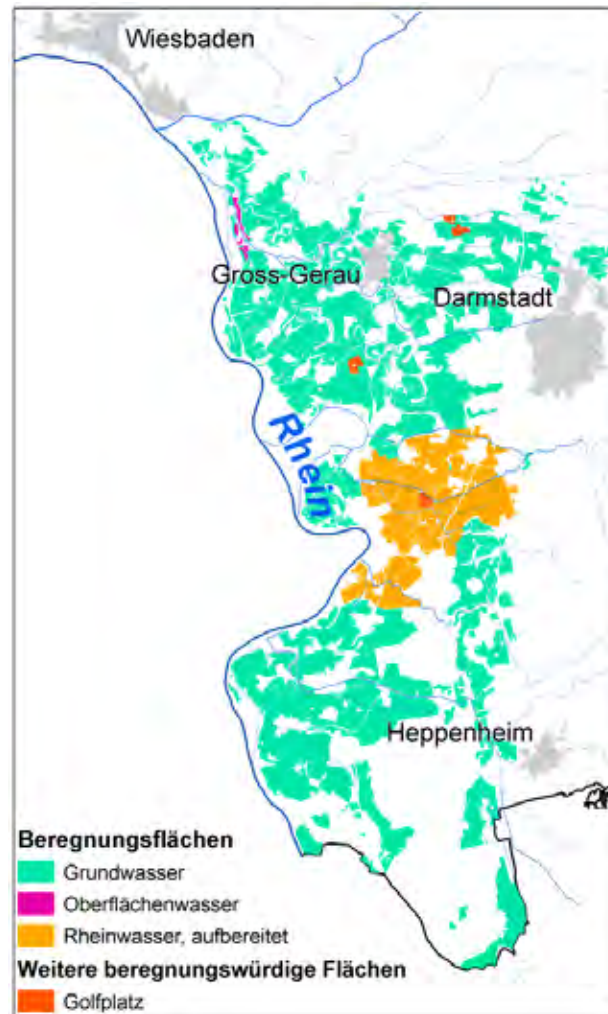 Wiesbaden
Gross-Gerau
Darmstadt
Rhein
Heppenheim
Beregnungsflächen
Grundwasser
Oberflächenwasser
Rheinwasser, aufbereitet
Weitere beregnungswürdige Flächen
Golfplatz